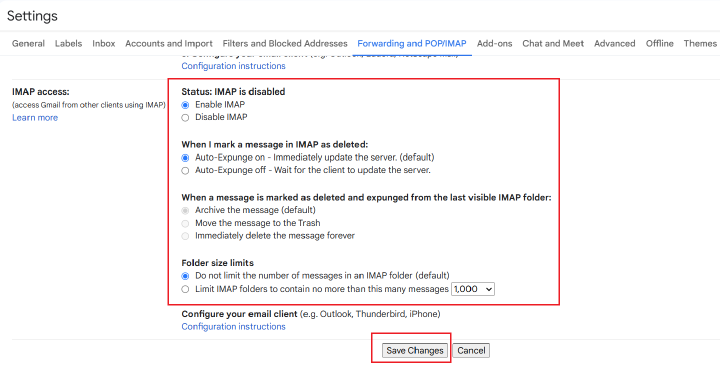 Settings
General Labels Inbox Accounts and Import Filters and Blocked Addresses Forwarding and POP/IMAP Add-ons Chat and Meet Advanced Offline Themes
Configuration instructions
IMAP access:
(access Gmail from other clients using IMAP)
Learn more
Status: IMAP is disabled
Enable IMAP
Disable IMAP
When I mark a message in IMAP as deleted:
Auto-Expunge on - Immediately update the server. (default)
Auto-Expunge off - Wait for the client to update the server.
When a message is marked as deleted and expunged from the last visible IMAP folder:
Archive the message (default)
Move the message to the Trash
Immediately delete the message forever
Folder size limits
Do not limit the number of messages in an IMAP folder (default)
Limit IMAP folders to contain no more than this many messages 1,000
Configure your email client (e.g. Outlook, Thunderbird, iPhone)
Configuration instructions
Save Changes Cancel